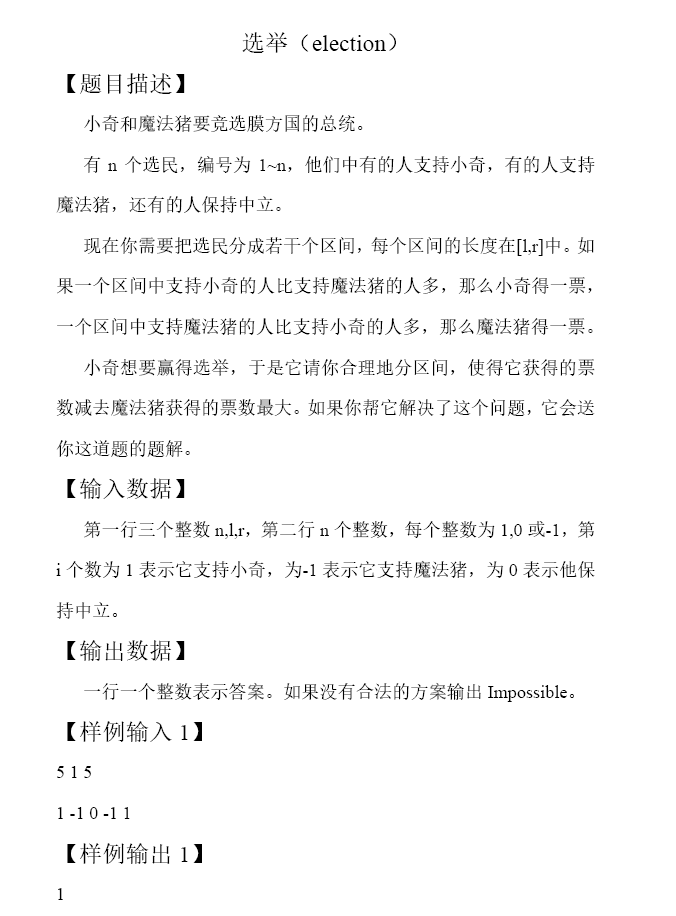 选举（election）
【题目描述】
小奇和魔法猪要竞选膜方国的总统。
有 n 个选民，编号为 1~n，他们中有的人支持小奇，有的人支持
魔法猪，还有的人保持中立。
现在你需要把选民分成若干个区间，每个区间的长度在[l,r]中。如
果一个区间中支持小奇的人比支持魔法猪的人多，那么小奇得一票，
一个区间中支持魔法猪的人比支持小奇的人多，那么魔法猪得一票。
小奇想要赢得选举，于是它请你合理地分区间，使得它获得的票
数减去魔法猪获得的票数最大。如果你帮它解决了这个问题，它会送
你这道题的题解。
【输入数据】
第一行三个整数 n,l,r，第二行 n 个整数，每个整数为 1,0 或-1，第
i 个数为 1 表示它支持小奇，为-1 表示它支持魔法猪，为 0 表示他保
持中立。
【输出数据】
一行一个整数表示答案。如果没有合法的方案输出 Impossible。
【样例输入 1】
5 1 5
1 -1 0 -1 1
【样例输出 1】
1